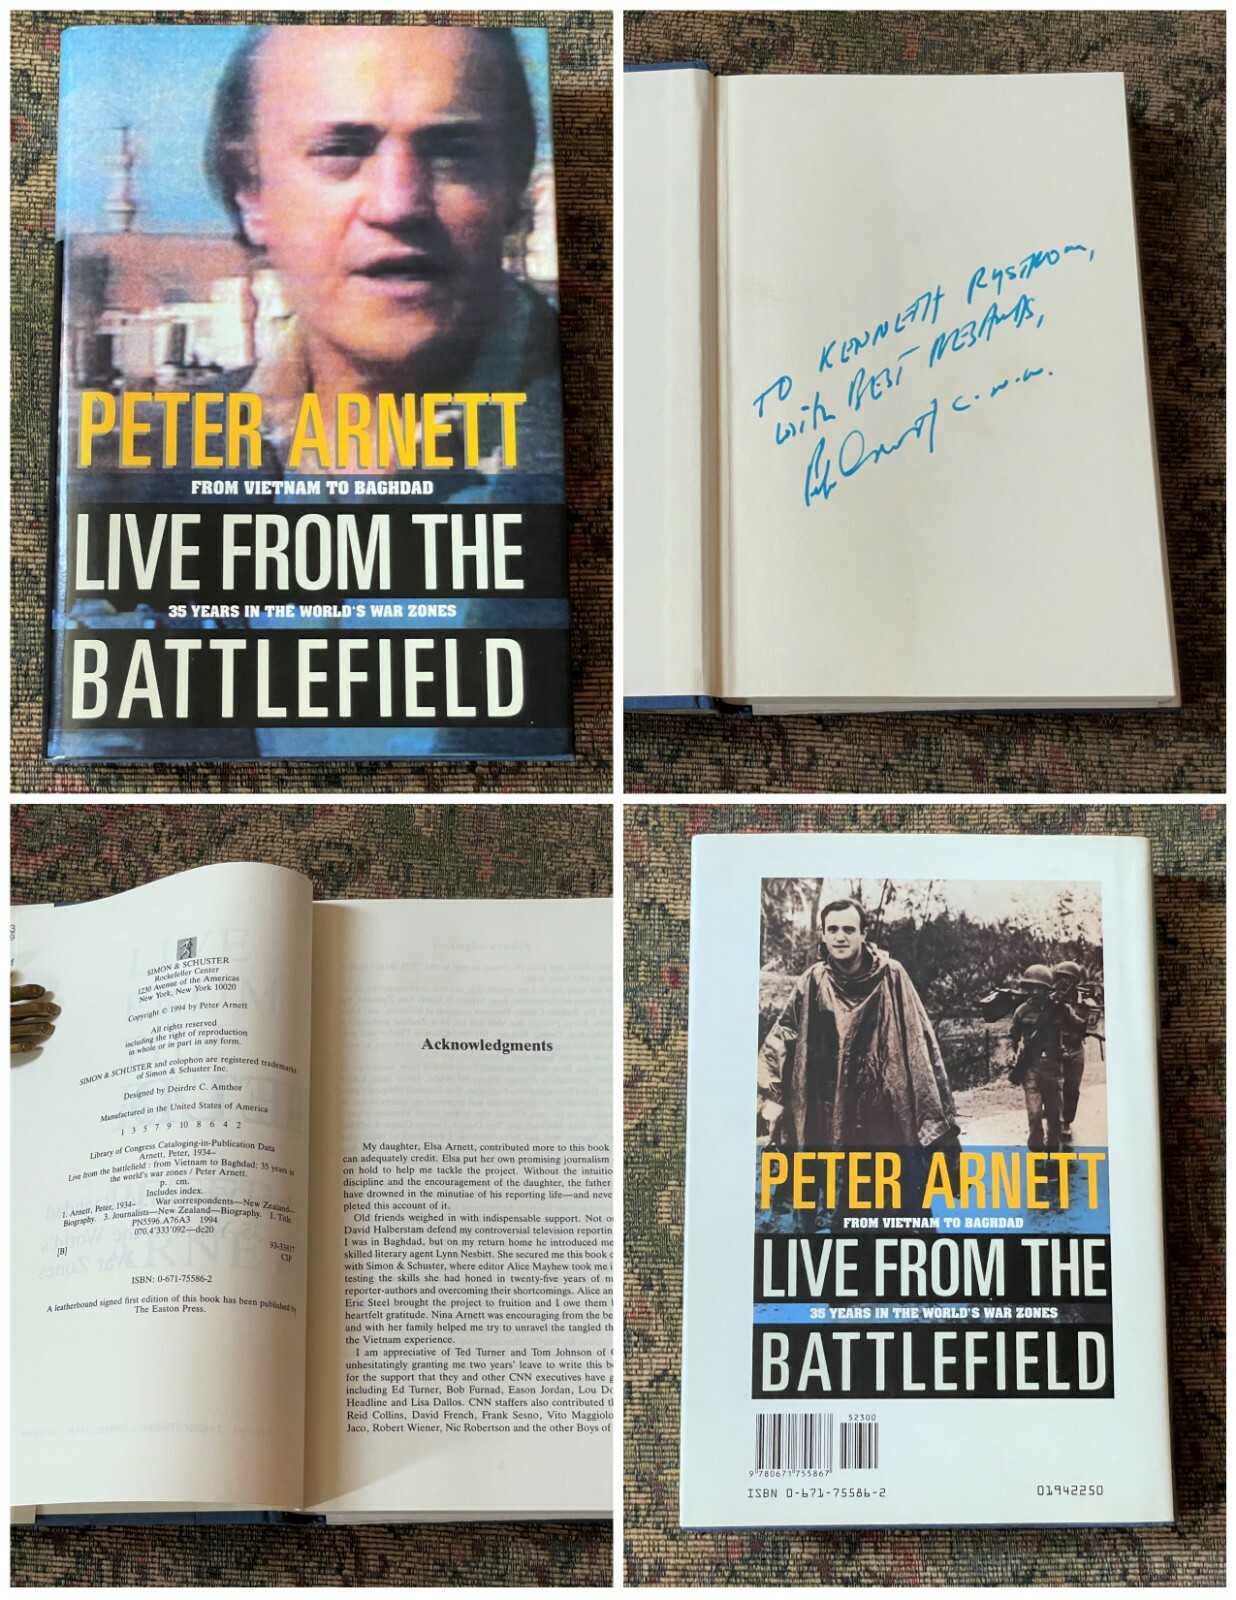 PETER ARNETT
FROM VIETNAM TO BAGHDAD
LIVE FROM THE
35 YEARS IN THE WORLD'S WAR ZONES
BATTLEFIELD
TO KENNETH RYSTROM,
with BEST REGARDS,
Peter Arnett
SIMON & SCHUSTER
Rockefeller Center
1230 Avenue of the Americas
New York, New York 10020
Copyright © 1994 by Peter Arnett
All rights reserved
including the right of reproduction
in whole or in part in any form.
SIMON & SCHUSTER and colophon are registered trademarks
of Simon & Schuster Inc.
Designed by Deirdre C. Amthor
Manufactured in the United States of America
1 3 5 7 9 10 8 6 4 2
Library of Congress Cataloging-in-Publication Data
Arnett, Peter, 1934–
Live from the battlefield : from Vietnam to Baghdad: 35 years in
the world's war zones / Peter Arnett.
p. cm.
Includes index.
1. Arnett, Peter, 1934– . War correspondents—New Zealand—
Biography. 3. Journalists—New Zealand—Biography. I. Title.
PN5596.A76A3 1994
070.4'333'092—dc20
93-33817
[B] CIP
ISBN: 0-671-75586-2
A leatherbound signed first edition of this book has been published by
The Easton Press.
Acknowledgments
My daughter, Elsa Arnett, contributed more to this book
can adequately credit. Elsa put her own promising journalism
on hold to help me tackle the project. Without the intuitio
discipline and the encouragement of the daughter, the father
have drowned in the minutiae of his reporting life—and neve
pleted this account of it.
Old friends weighed in with indispensable support. Not o
David Halberstam defend my controversial television reportin
I was in Baghdad, but on my return home he introduced me
skilled literary agent Lynn Nesbitt. She secured me this book
with Simon & Schuster, where editor Alice Mayhew took me i
testing the skills she had honed in twenty-five years of
reporter-authors and overcoming their shortcomings. Alice an
Eric Steel brought the project to fruition and I owe them
heartfelt gratitude. Nina Arnett was encouraging from the be
and with her family helped me try to unravel the tangled th
the Vietnam experience.
I am appreciative of Ted Turner and Tom Johnson of
unhesitatingly granting me two years' leave to write this b
for the support that they and other CNN executives have g
including Ed Turner, Bob Furnad, Eason Jordan, Lou Do
Headline and Lisa Dallos. CNN staffers also contributed
Reid Collins, David French, Frank Sesno, Vito Maggiolo
Jaco, Robert Wiener, Nic Robertson and the other Boys of
PETER ARNETT
FROM VIETNAM TO BAGHDAD
LIVE FROM THE
35 YEARS IN THE WORLD'S WAR ZONES
BATTLEFIELD
52300
9 780671 755867
ISBN 0-671-75586-2
01942250